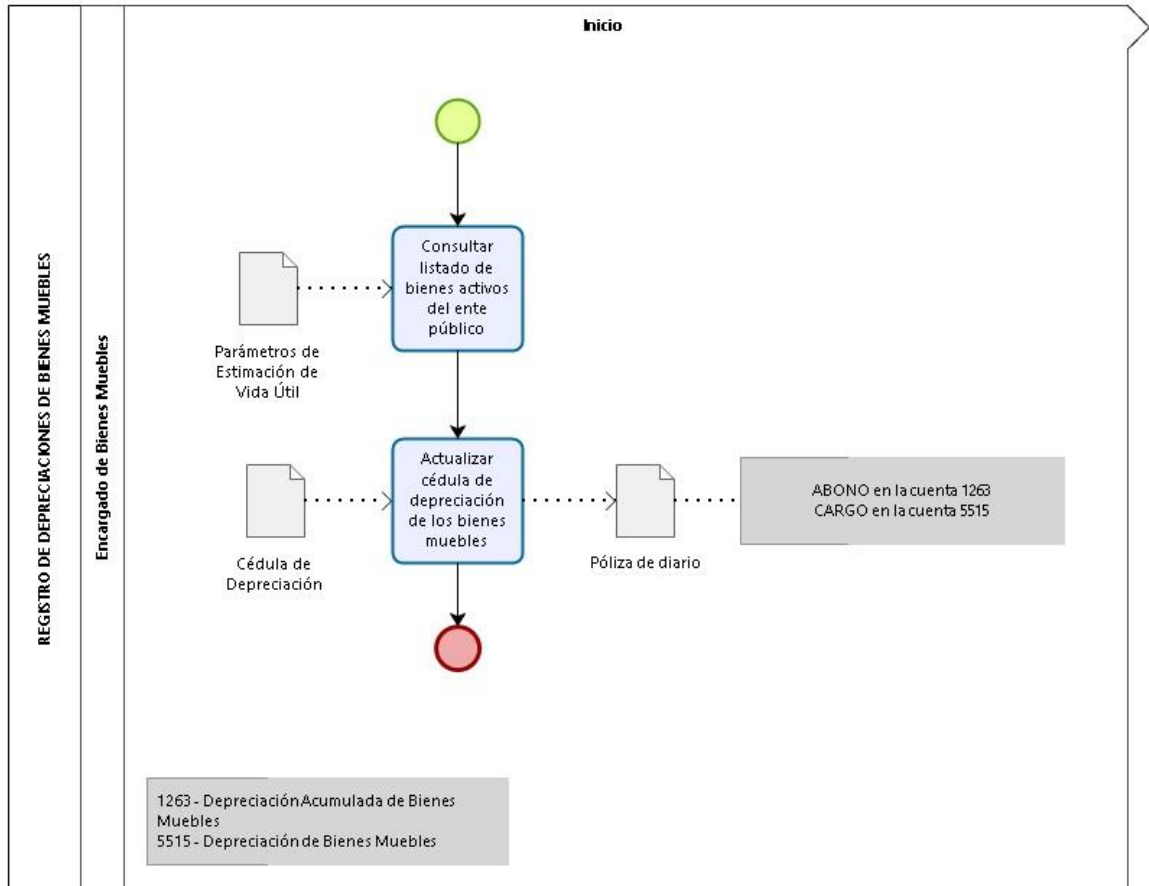 REGISTRO DE DEPRECIACIONES DE BIENES MUEBLES
Encargado de Bienes Muebles
Inicio
Consultar
listado de
bienes activos
del ente
público
Parámetros de
Estimación de
Vida Útil
Actualizar
cédula de
depreciación
de los bienes
muebles
Cédula de
Depreciación
Póliza de diario
ABONO en la cuenta 1263
CARGO en la cuenta 5515
1263 - Depreciación Acumulada de Bienes
Muebles
5515 - Depreciación de Bienes Muebles